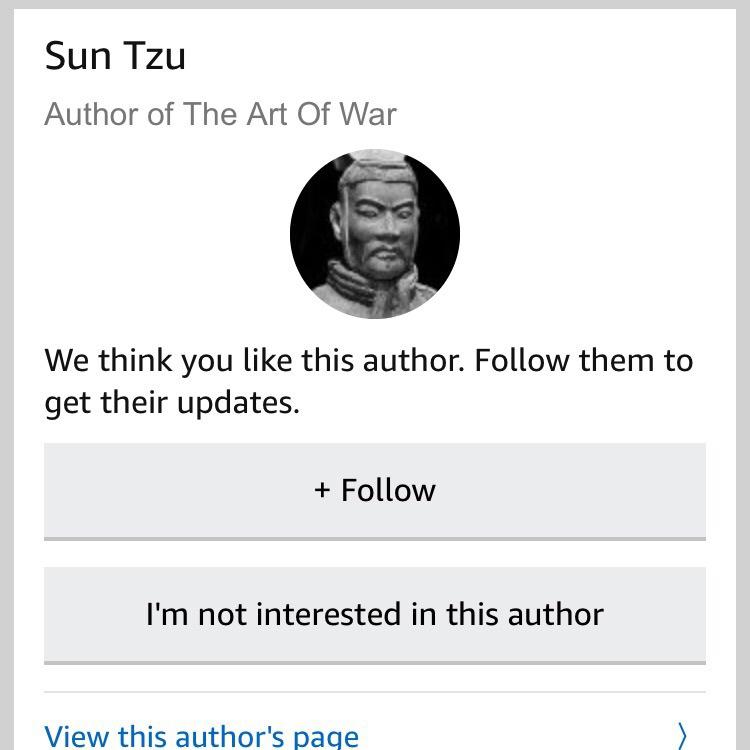 Sun Tzu
Author of The Art Of War
We think you like this author. Follow them to
get their updates.
+ Follow
I'm not interested in this author
View this author's page